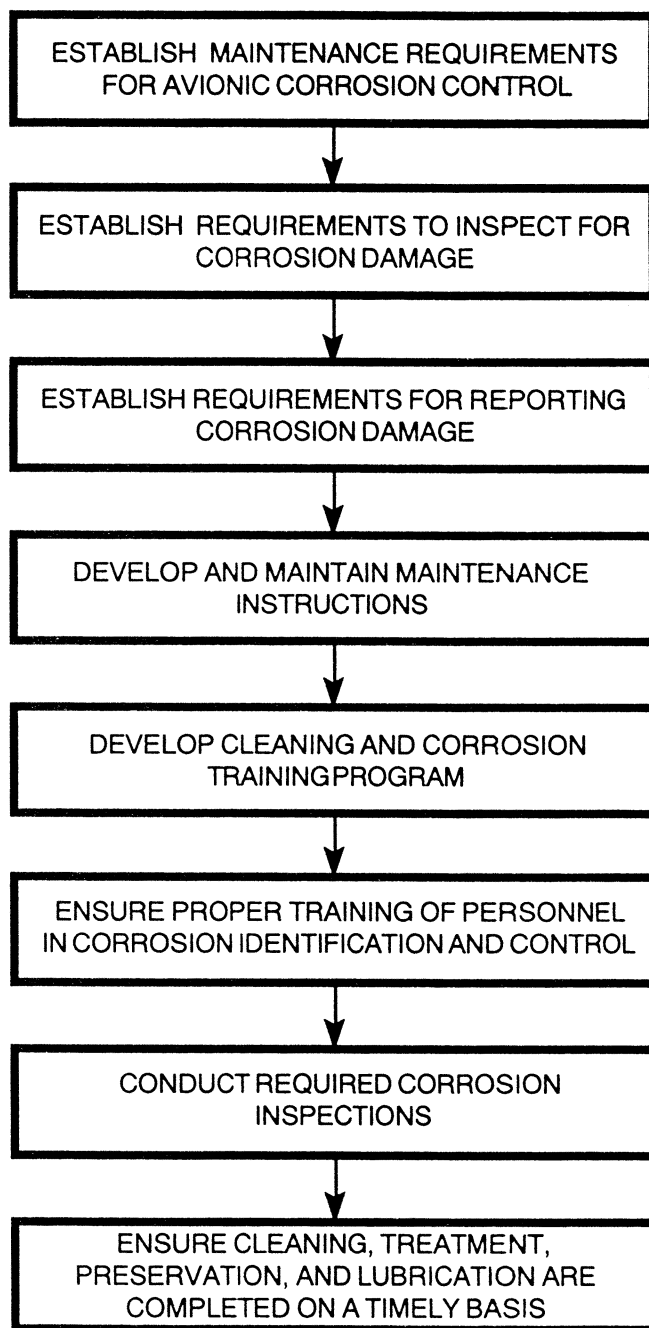 ESTABLISH MAINTENANCE REQUIREMENTS
FOR AVIONIC CORROSION CONTROL
ESTABLISH REQUIREMENTS TO INSPECT FOR
CORROSION DAMAGE
ESTABLISH REQUIREMENTS FOR REPORTING
CORROSION DAMAGE
DEVELOP AND MAINTAIN MAINTENANCE
INSTRUCTIONS
DEVELOP CLEANING AND CORROSION
TRAINING PROGRAM
ENSURE PROPER TRAINING OF PERSONNEL
IN CORROSION IDENTIFICATION AND CONTROL
CONDUCT REQUIRED CORROSION
INSPECTIONS
ENSURE CLEANING, TREATMENT,
PRESERVATION, AND LUBRICATION ARE
COMPLETED ON A TIMELY BASIS